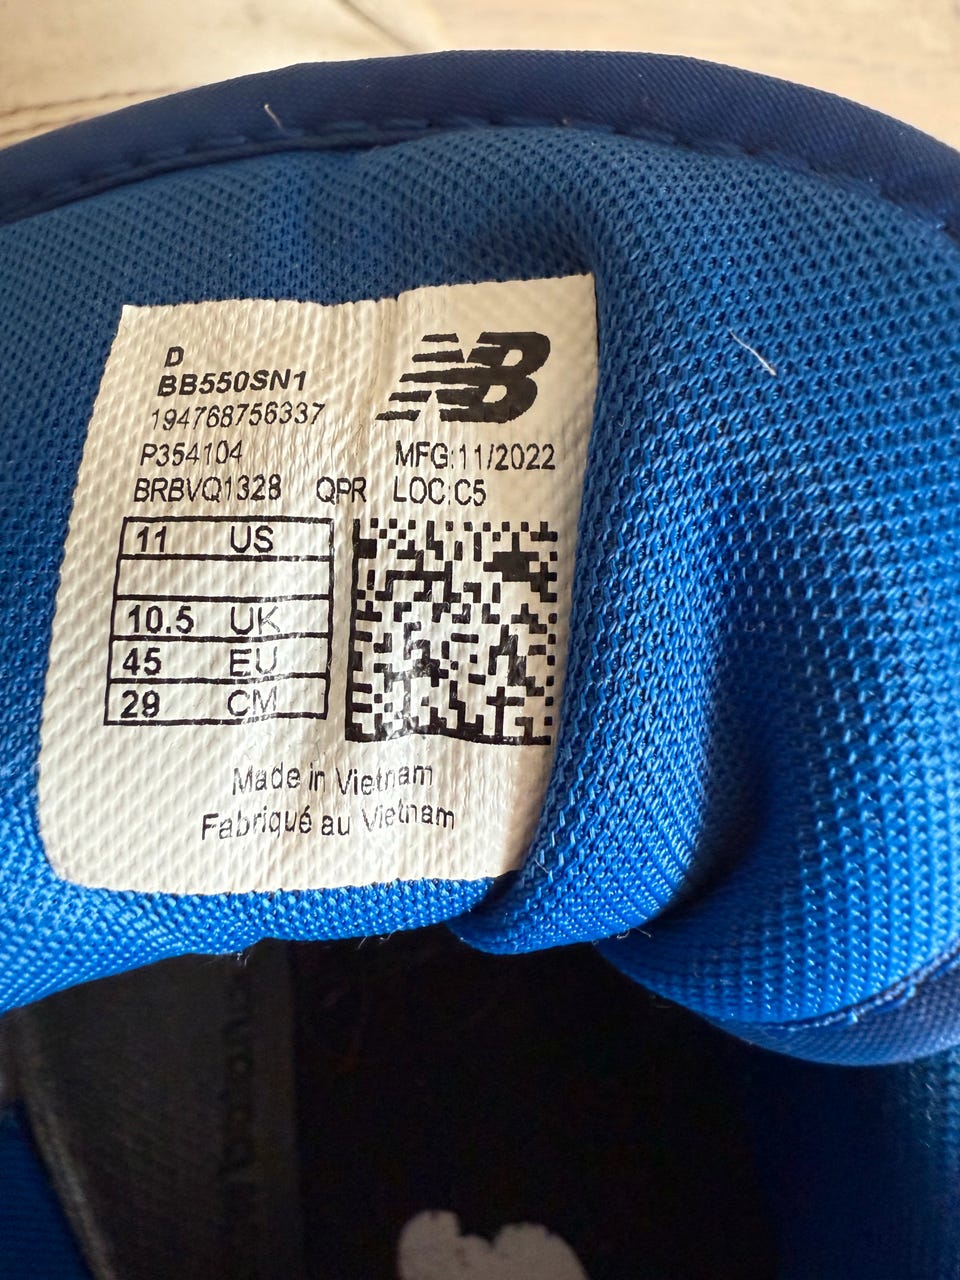 D
NB
BB550SN1
194768756337
P354104 MFG:11/2022
BRBVQ1328 QPR LOC:C5
11 US
10.5 UK
45 EU
29 CM
Made in Vietnam
Fabriqué au Vietnam